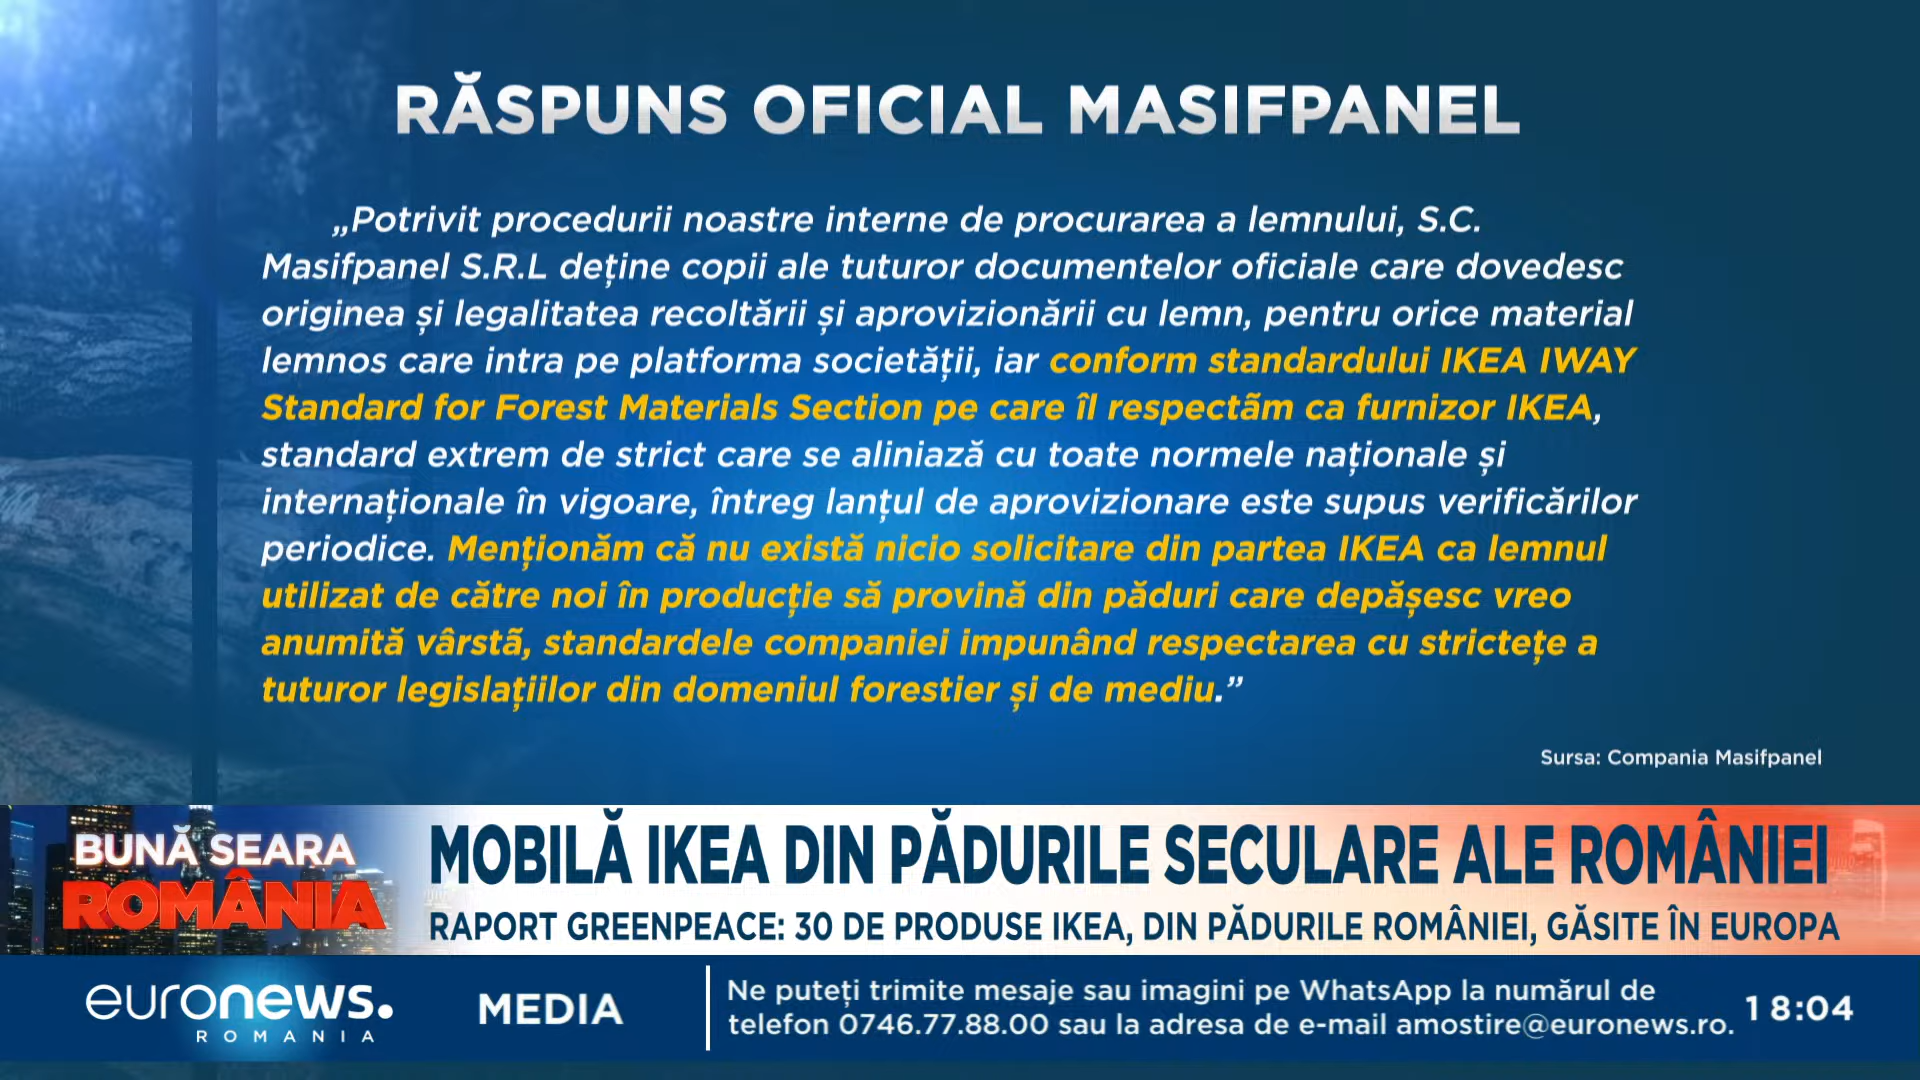 RĂSPUNS OFICIAL MASIFPANEL
„Potrivit procedurii noastre interne de procurarea a lemnului, S.C.
Masifpanel S.R.L deține copii ale tuturor documentelor oficiale care dovedesc
originea și legalitatea recoltării și aprovizionării cu lemn, pentru orice material
lemnos care intra pe platforma societății, iar conform standardului IKEA IWAY
Standard for Forest Materials Section pe care îl respectãm ca furnizor IKEA,
standard extrem de strict care se aliniază cu toate normele naționale și
internaționale în vigoare, întreg lanțul de aprovizionare este supus verificărilor
periodice. Menționăm că nu există nicio solicitare din partea IKEA ca lemnul
utilizat de către noi în producție să provină din păduri care depășesc vreo
anumită vârstã, standardele companiei impunând respectarea cu strictețe a
tuturor legislațiilor din domeniul forestier și de mediu.”
Sursa: Compania Masifpanel
BUNĂ SEARA
ROMÂNIA
MOBILĂ IKEA DIN PĂDURILE SECULARE ALE ROMÂNIEI
RAPORT GREENPEACE: 30 DE PRODUSE IKEA, DIN PĂDURILE ROMÂNIEI, GĂSITE ÎN EUROPA
euronews.
ROMANIA
MEDIA
Ne puteți trimite mesaje sau imagini pe WhatsApp la numărul de
telefon 0746.77.88.00 sau la adresa de e-mail amostire@euronews.ro.
18:04